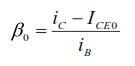 β₀ = (i_C − I_CE0) / i_B